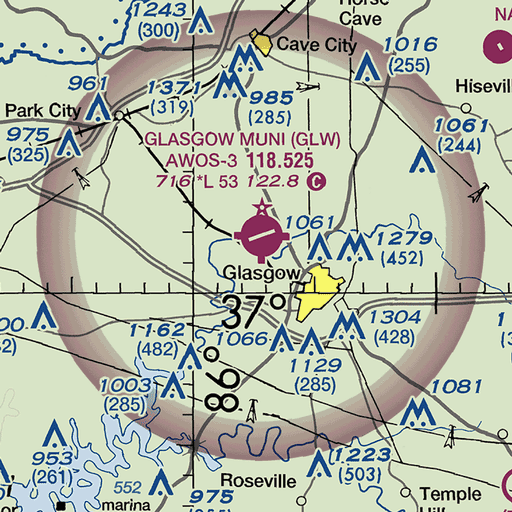 1243
(300)
Horse
Cave
Cave City
1016
(255)
Hisevill
961
1371
(319)
985
(285)
Park City
975
(325)
1061
(244)
GLASGOW MUNI (GLW)
AWOS-3 118.525
716 *L 53 122.8 C
1061
1279
(452)
Glasgow
37°
86°
1162
(482)
1066
1304
(428)
1129
(285)
1003
(285)
1081
953
(261)
552
975
marina
Roseville
1223
(503)
Temple
Hill